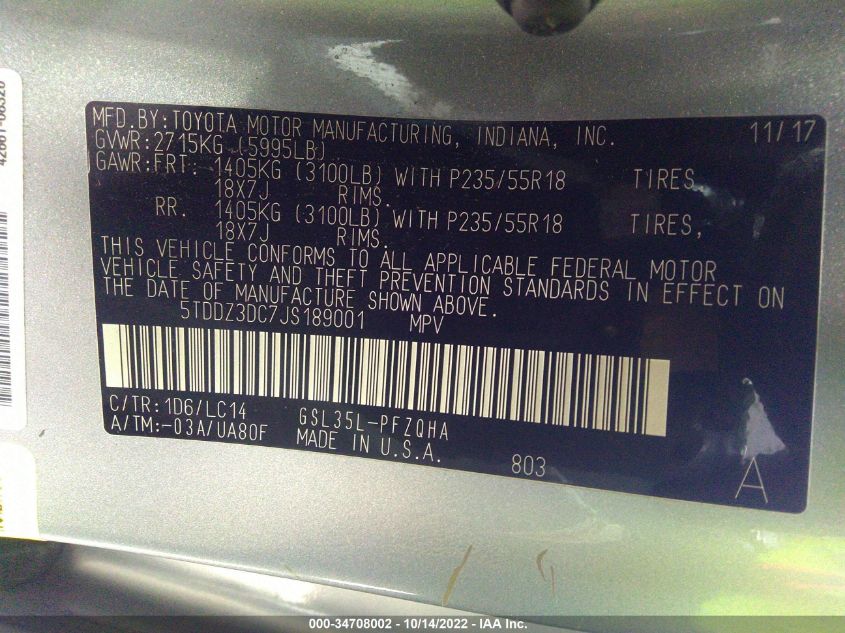 MFD.BY:TOYOTA MOTOR MANUFACTURING, INDIANA, INC. 11/17
GVWR:2715KG (5995LB)
GAWR:FRT: 1405KG (3100LB) WITH P235/55R18 TIRES
18X7J RIMS.
RR. 1405KG (3100LB) WITH P235/55R18 TIRES,
18X7J RIMS.
THIS VEHICLE CONFORMS TO ALL APPLICABLE FEDERAL MOTOR
VEHICLE SAFETY AND THEFT PREVENTION STANDARDS IN EFFECT ON
THE DATE OF MANUFACTURE SHOWN ABOVE.
5TDDZ3DC7JS189001 MPV
C/TR:1D6/LC14 GSL35L-PFZQHA
A/TM:-03A/UA80F MADE IN U.S.A.
803
A
000-34708002 - 10/14/2022 - IAA Inc.